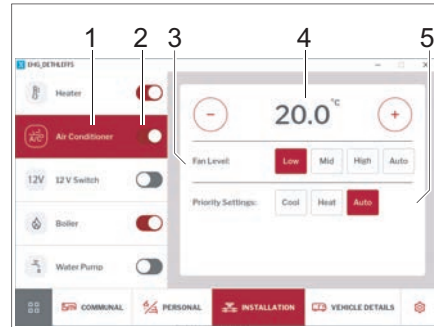 1 2 3 4 5
EHG_DETHLEFFS
Heater
20.0 °C
A/C
Air Conditioner
Fan Level:
Low Mid High Auto
12V 12 V Switch
Priority Settings:
Cool Heat Auto
Boiler
Water Pump
COMMUNAL PERSONAL INSTALLATION VEHICLE DETAILS